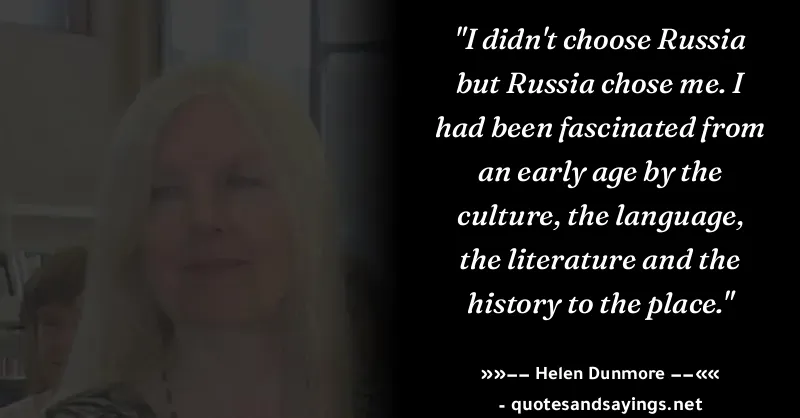 "I didn't choose Russia
but Russia chose me. I
had been fascinated from
an early age by the
culture, the language,
the literature and the
history to the place."
»»−− Helen Dunmore −−««
- quotesandsayings.net